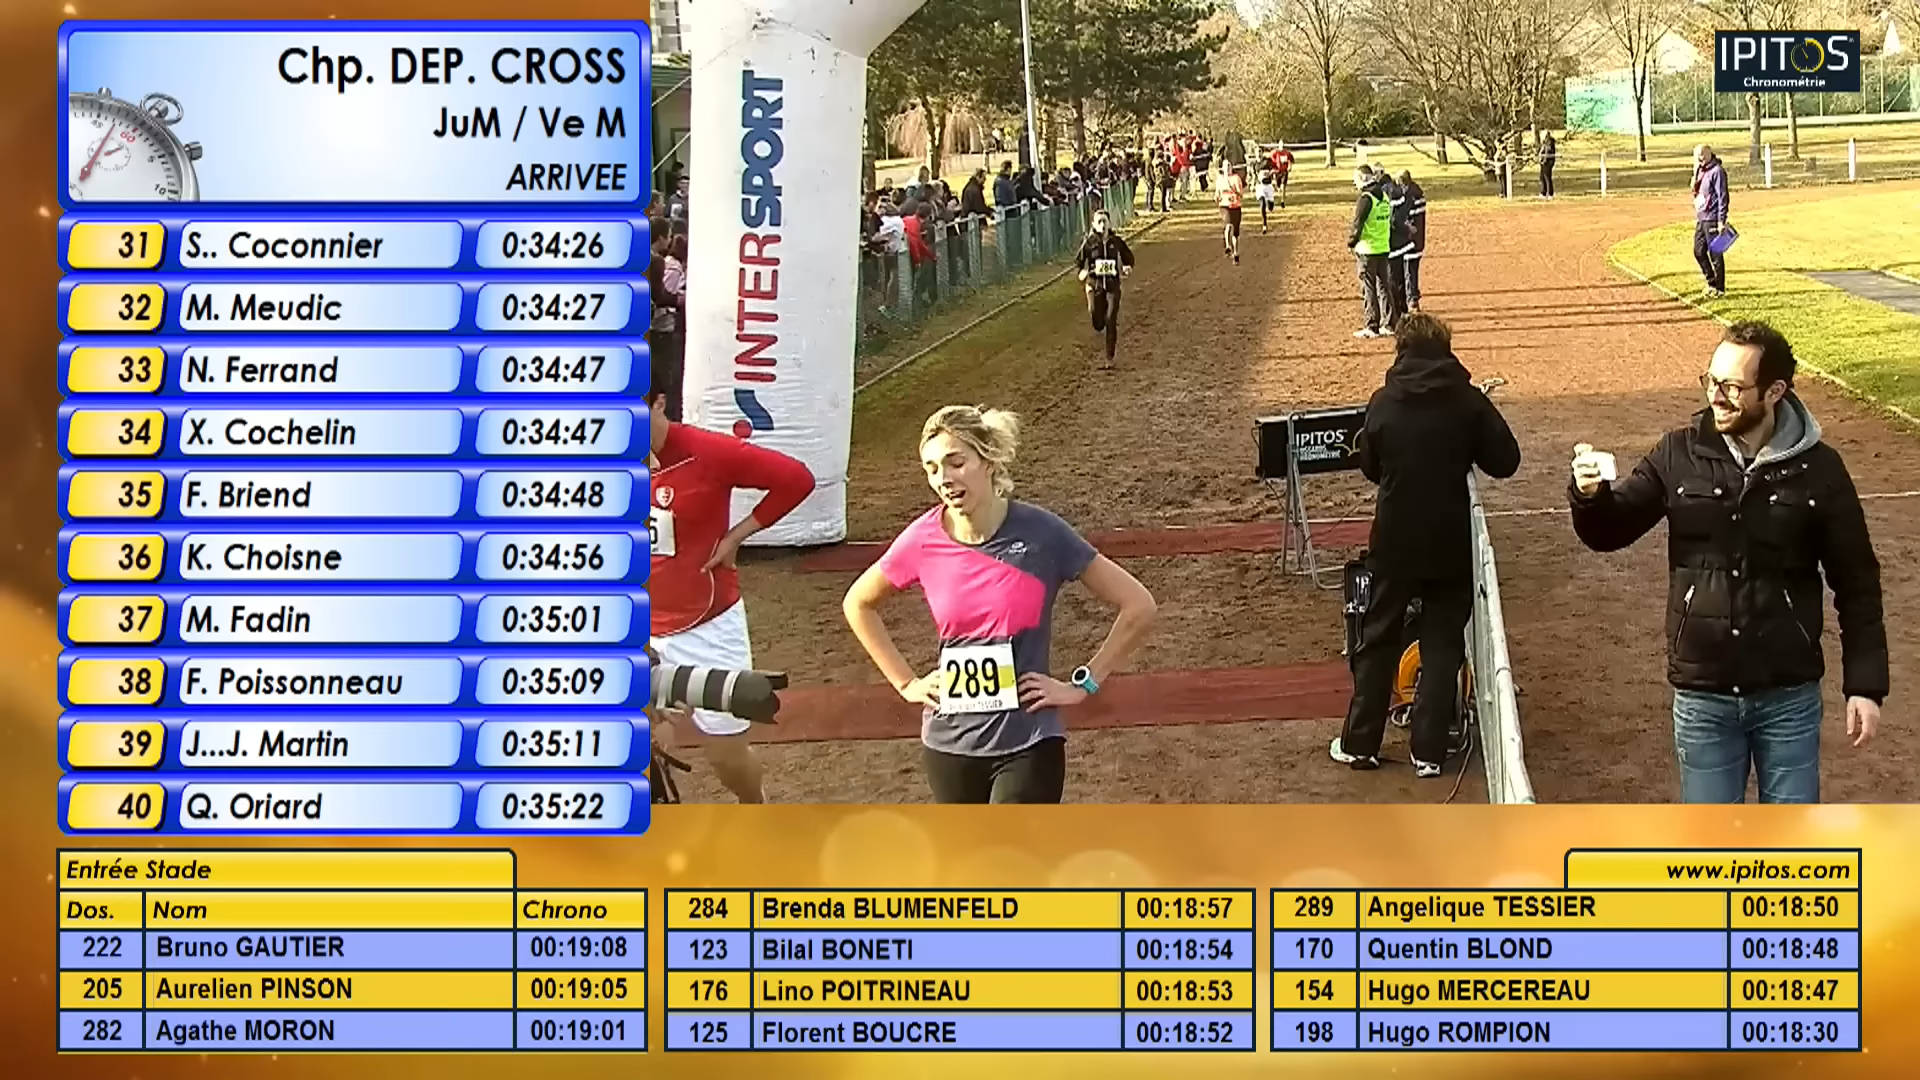 Chp. DEP. CROSS
JuM / Ve M
ARRIVEE
31 S.. Coconnier 0:34:26
32 M. Meudic 0:34:27
33 N. Ferrand 0:34:47
34 X. Cochelin 0:34:47
35 F. Briend 0:34:48
36 K. Choisne 0:34:56
37 M. Fadin 0:35:01
38 F. Poissonneau 0:35:09
39 J...J. Martin 0:35:11
40 Q. Oriard 0:35:22
INTERSPORT
IPITOS
Chronométrie
284
IPITOS
289
TESSIER
Entrée Stade
Dos. Nom Chrono
222 Bruno GAUTIER 00:19:08
205 Aurelien PINSON 00:19:05
282 Agathe MORON 00:19:01
284 Brenda BLUMENFELD 00:18:57
123 Bilal BONETI 00:18:54
176 Lino POITRINEAU 00:18:53
125 Florent BOUCRE 00:18:52
www.ipitos.com
289 Angelique TESSIER 00:18:50
170 Quentin BLOND 00:18:48
154 Hugo MERCEREAU 00:18:47
198 Hugo ROMPION 00:18:30